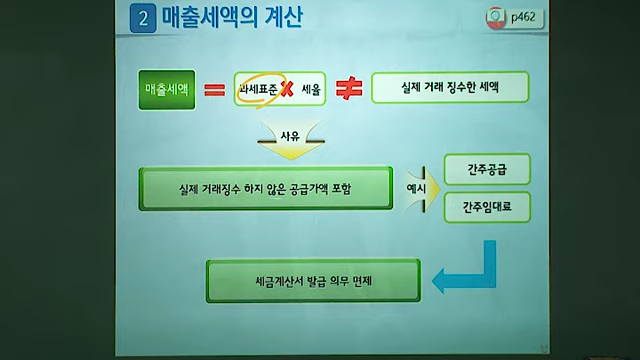 2 매출세액의 계산
p462
매출세액 = 과세표준 × 세율 ≠ 실제 거래 징수한 세액
사유
실제 거래징수 하지 않은 공급가액 포함
예시
간주공급
간주임대료
세금계산서 발급 의무 면제